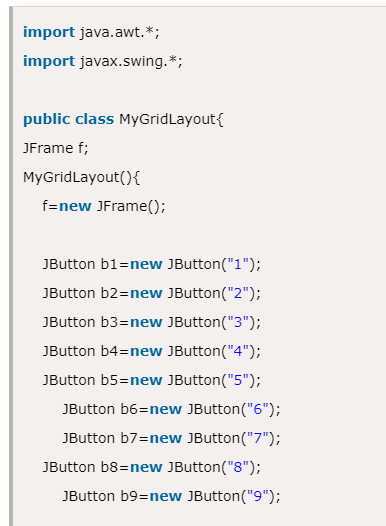 import java.awt.*;
import javax.swing.*;

public class MyGridLayout{
JFrame f;
MyGridLayout(){
    f=new JFrame();

    JButton b1=new JButton("1");
    JButton b2=new JButton("2");
    JButton b3=new JButton("3");
    JButton b4=new JButton("4");
    JButton b5=new JButton("5");
        JButton b6=new JButton("6");
        JButton b7=new JButton("7");
    JButton b8=new JButton("8");
        JButton b9=new JButton("9");